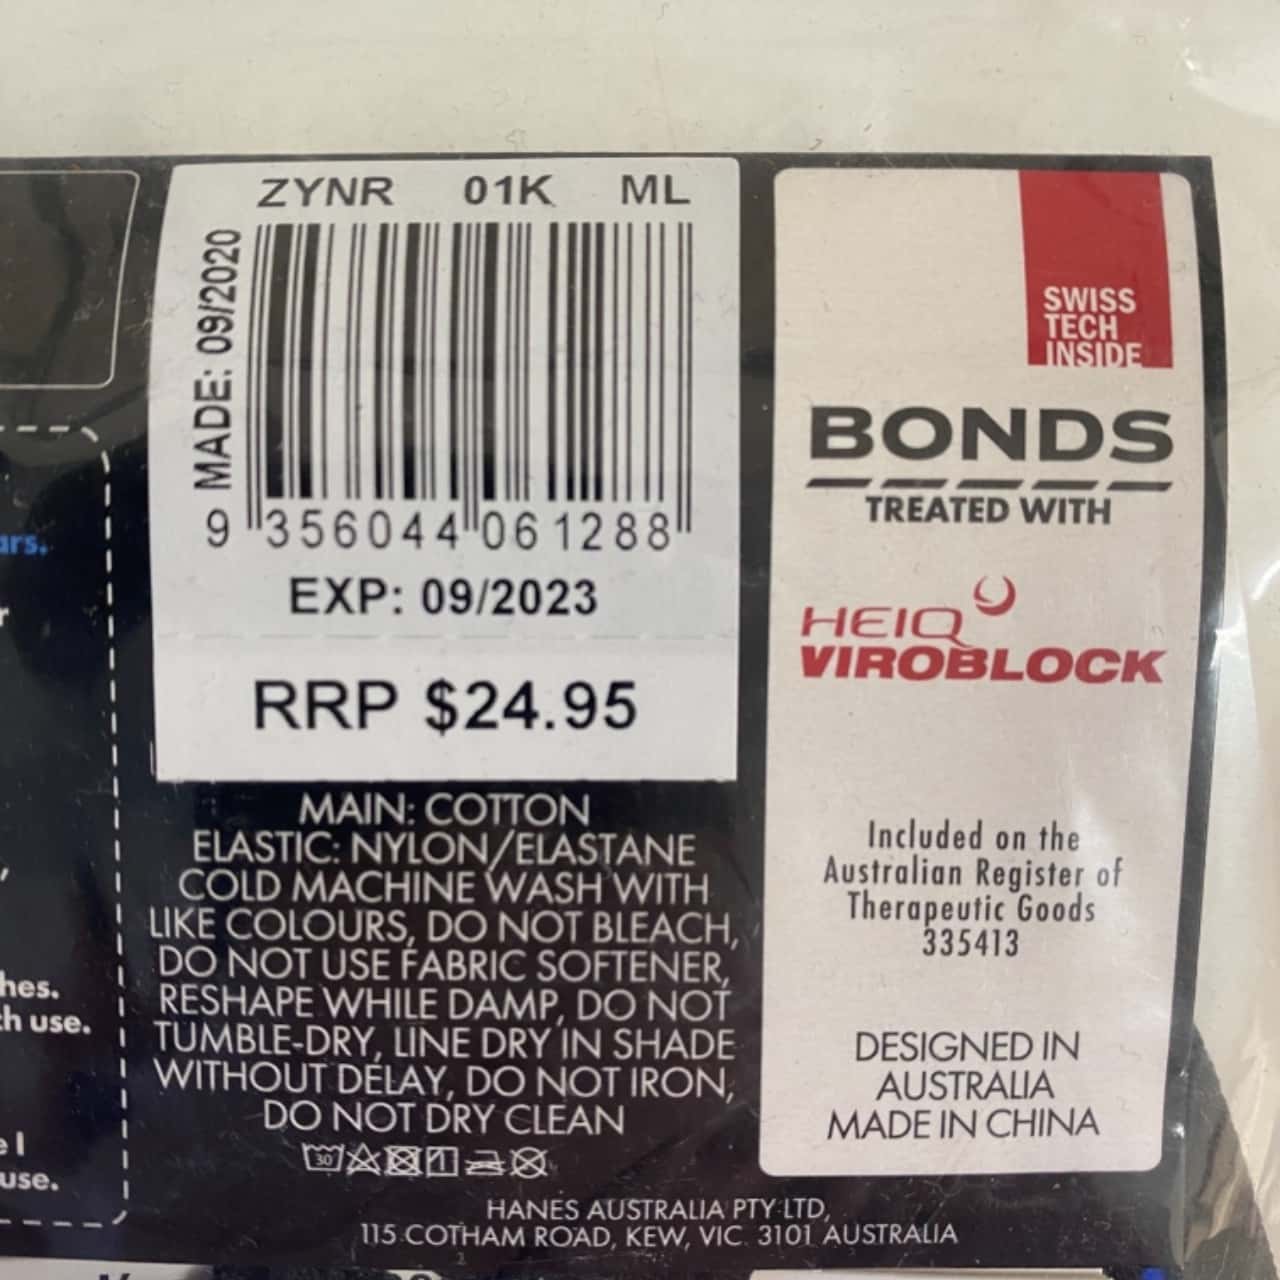 ZYNR 01K ML
MADE: 09/2020
9 356044 061288
EXP: 09/2023
RRP $24.95
MAIN: COTTON
ELASTIC: NYLON/ELASTANE
COLD MACHINE WASH WITH
LIKE COLOURS, DO NOT BLEACH,
DO NOT USE FABRIC SOFTENER,
RESHAPE WHILE DAMP, DO NOT
TUMBLE-DRY, LINE DRY IN SHADE
WITHOUT DELAY, DO NOT IRON,
DO NOT DRY CLEAN
30
HANES AUSTRALIA PTY LTD,
115 COTHAM ROAD, KEW, VIC 3101 AUSTRALIA
SWISS
TECH
INSIDE
BONDS
TREATED WITH
HEIQ
VIROBLOCK
Included on the
Australian Register of
Therapeutic Goods
335413
DESIGNED IN
AUSTRALIA
MADE IN CHINA
use.
use.